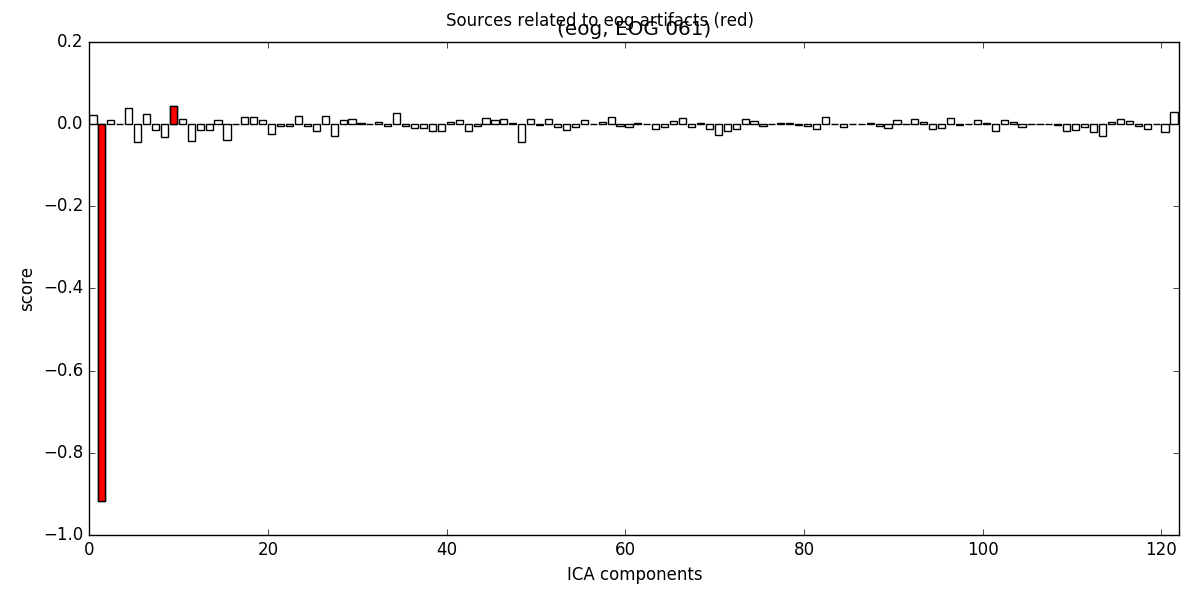 Sources related to eog artifacts (red)
(eog, EOG 061)
0.2
0.0
−0.2
−0.4
−0.6
−0.8
−1.0
score
0 20 40 60 80 100 120
ICA components